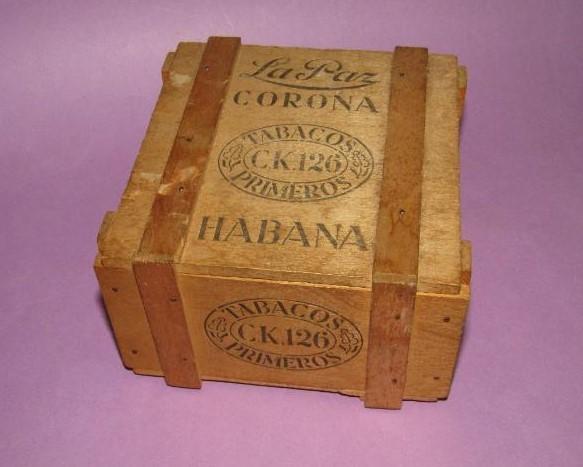 La Paz
CORONA
TABACOS
C.K.126
PRIMEROS
HABANA
TABACOS
C.K.126
PRIMEROS